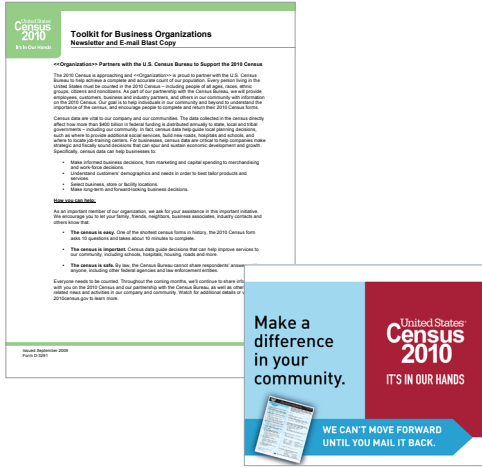 United States
Census
2010
IT'S IN OUR HANDS
Toolkit for Business Organizations
Newsletter and E-mail Blast Copy
<<Organization>> Partners with the U.S. Census Bureau to Support the 2010 Census
The 2010 Census is approaching and <<Organization>> is proud to partner with the U.S. Census
Bureau to help achieve a complete and accurate count of our population. Every person living in the
United States must be counted in the 2010 Census – including people of all ages, races, ethnic
groups, citizens and noncitizens. As part of our partnership with the Census Bureau, we will provide
employees, customers, business and industry partners, and others in our community with information
on the 2010 Census. Our goal is to help individuals in our community and beyond to understand the
importance of the census, and encourage people to complete and return their 2010 Census forms.
Census data are vital to our company and our communities. The data collected in the census directly
affect how more than $400 billion in federal funding is distributed annually to state, local and tribal
governments – including our community. In fact, census data help guide local planning decisions,
such as where to provide additional social services, build new roads, hospitals and schools, and
where to locate job-training centers. For businesses, census data are critical to help companies make
strategic and fiscally sound decisions that can spur and sustain economic development and growth.
Specifically, census data can help businesses to:
• Make informed business decisions, from marketing and capital spending to merchandising
and work-force decisions.
• Understand customers' demographics and needs in order to best tailor products and
services.
• Select business, store or facility locations.
• Make long-term and forward-looking business decisions.
How you can help:
As an important member of our organization, we ask for your assistance in this important initiative.
We encourage you to let your family, friends, neighbors, business associates, industry contacts and
others know that:
• The census is easy. One of the shortest census forms in history, the 2010 Census form
asks 10 questions and takes about 10 minutes to complete.
• The census is important. Census data guide decisions that can help improve services to
our community, including schools, hospitals, housing, roads and more.
• The census is safe. By law, the Census Bureau cannot share respondents' answers
anyone, including other federal agencies and law enforcement entities.
Everyone needs to be counted. Throughout the coming months, we'll continue to share
with you on the 2010 Census and our partnership with the Census Bureau, as well as other
related news and activities in our company and community. Watch for additional details or
2010census.gov to learn more.
Issued September 2009
Form D-3291
Make a
difference
in your
community.
United States
Census
2010
IT'S IN OUR HANDS
WE CAN'T MOVE FORWARD
UNTIL YOU MAIL IT BACK.